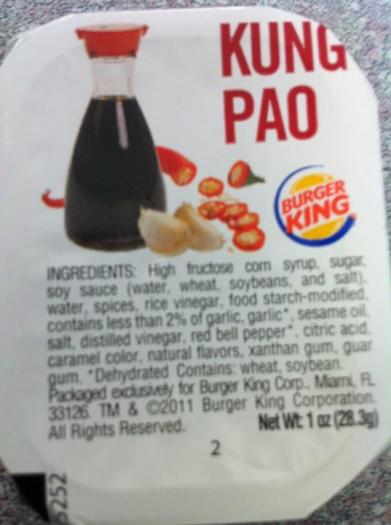 KUNG
PAO
BURGER
KING
INGREDIENTS: High fructose corn syrup, sugar,
soy sauce (water, wheat, soybeans, and salt),
water, spices, rice vinegar, food starch-modified,
contains less than 2% of garlic, garlic*, sesame oil,
salt, distilled vinegar, red bell pepper*, citric acid,
caramel color, natural flavors, xanthan gum, guar
gum. *Dehydrated Contains: wheat, soybean.
Packaged exclusively for Burger King Corp., Miami, FL
33126. TM & ©2011 Burger King Corporation.
All Rights Reserved. Net Wt: 1 oz (28.3g)
2
5252